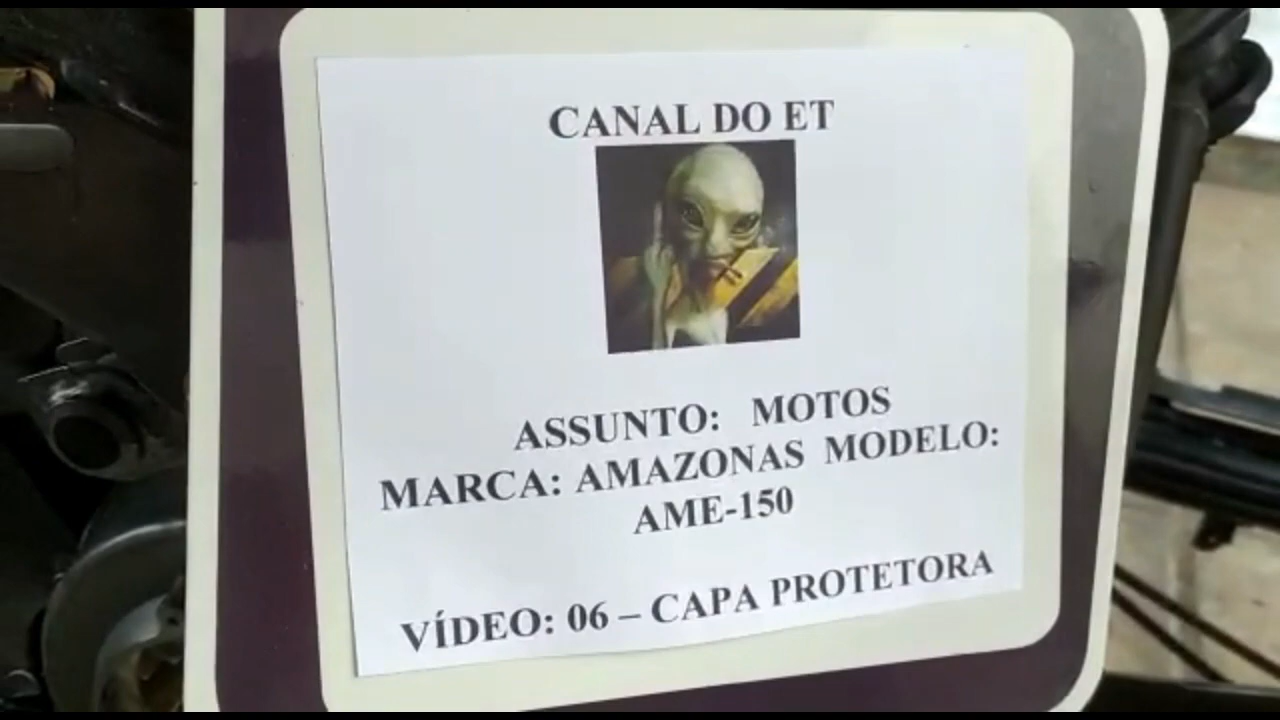 CANAL DO ET
ASSUNTO: MOTOS
MARCA: AMAZONAS MODELO:
AME-150
VÍDEO: 06 – CAPA PROTETORA